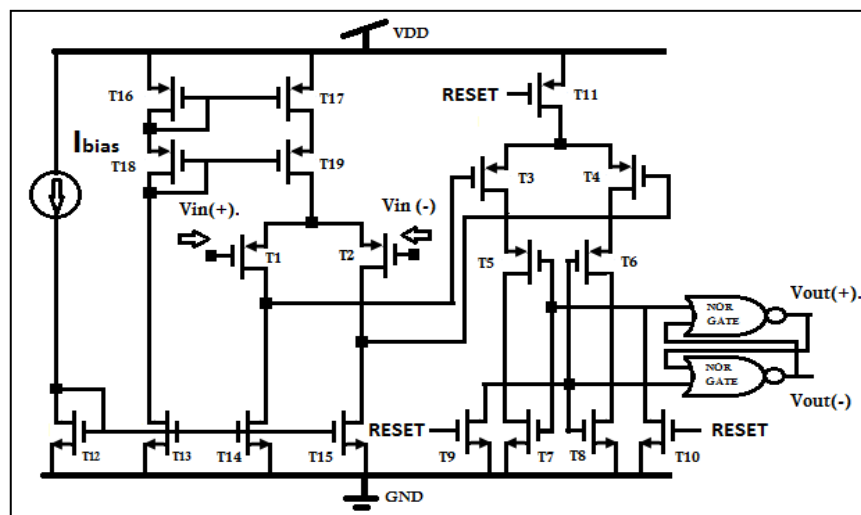 VDD
T16
T17
RESET
T11
Ibias
T18
T19
T3
T4
Vin(+).
Vin (-)
T1
T2
T5
T6
NOR
GATE
Vout(+).
NOR
GATE
Vout(-)
RESET
RESET
T12
T13
T14
T15
T9
T7
T8
T10
GND